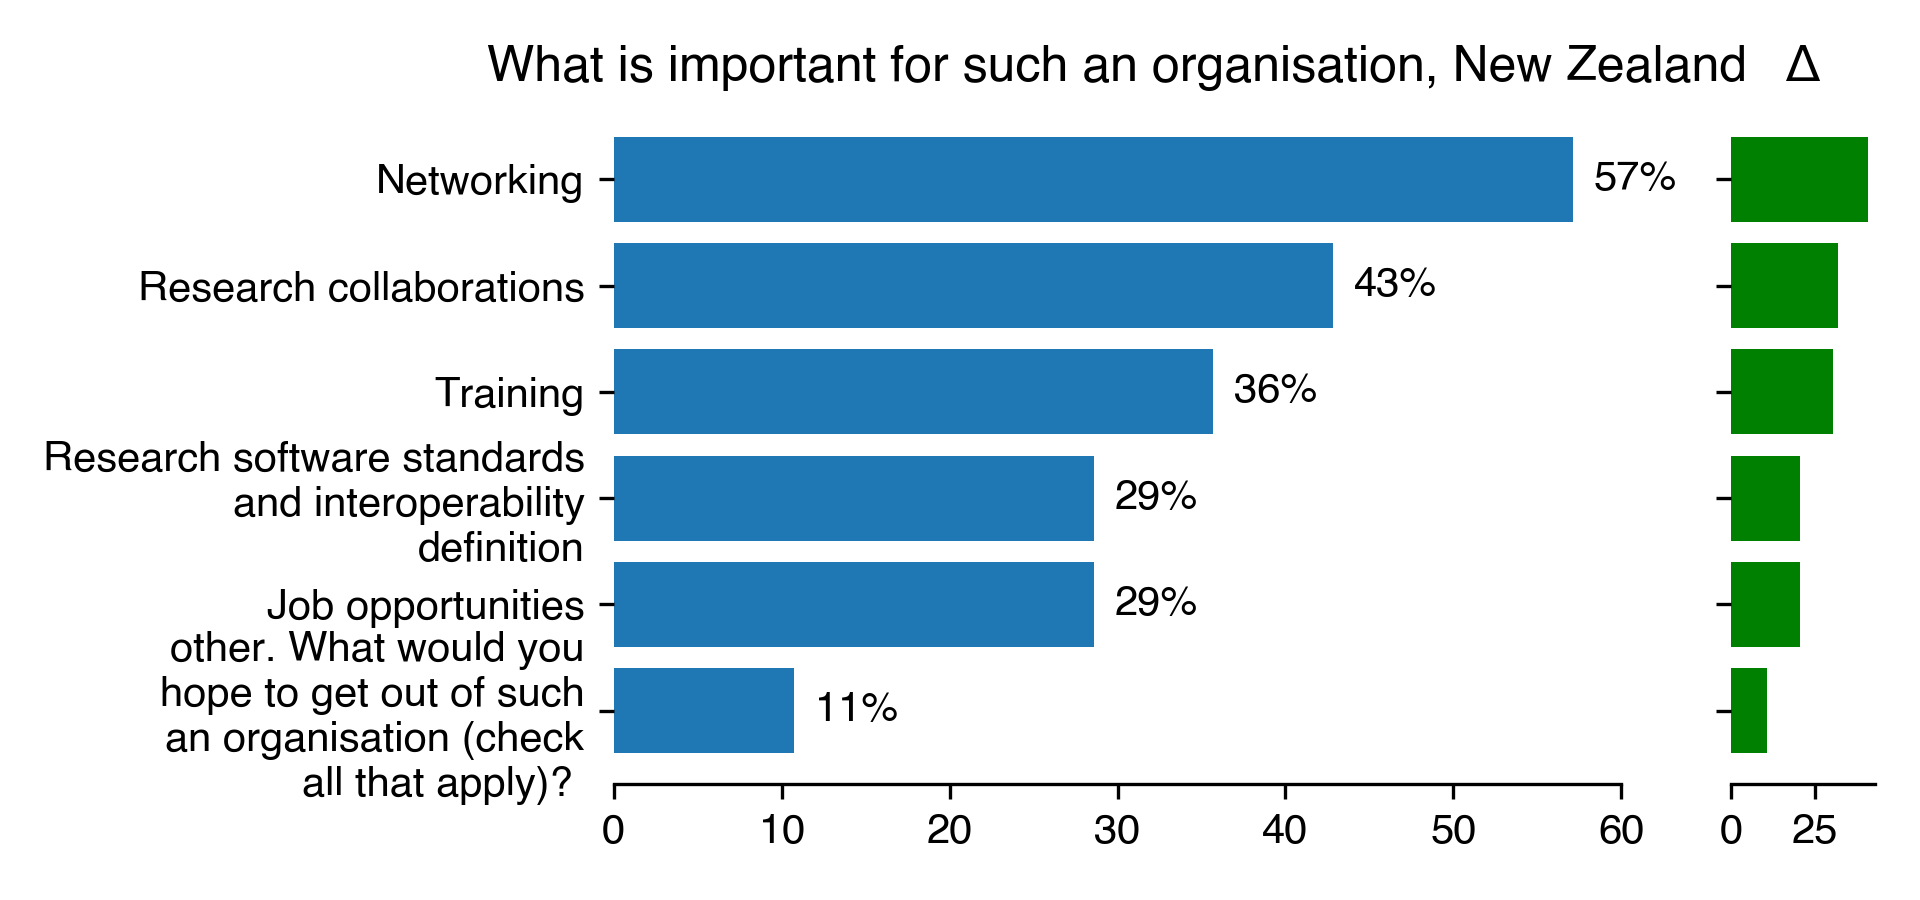 What is important for such an organisation, New Zealand Δ
Networking
57%
Research collaborations
43%
Training
36%
Research software standards
and interoperability
definition
29%
Job opportunities
29%
other. What would you
hope to get out of such
an organisation (check
all that apply)?
11%
0 10 20 30 40 50 60 0 25